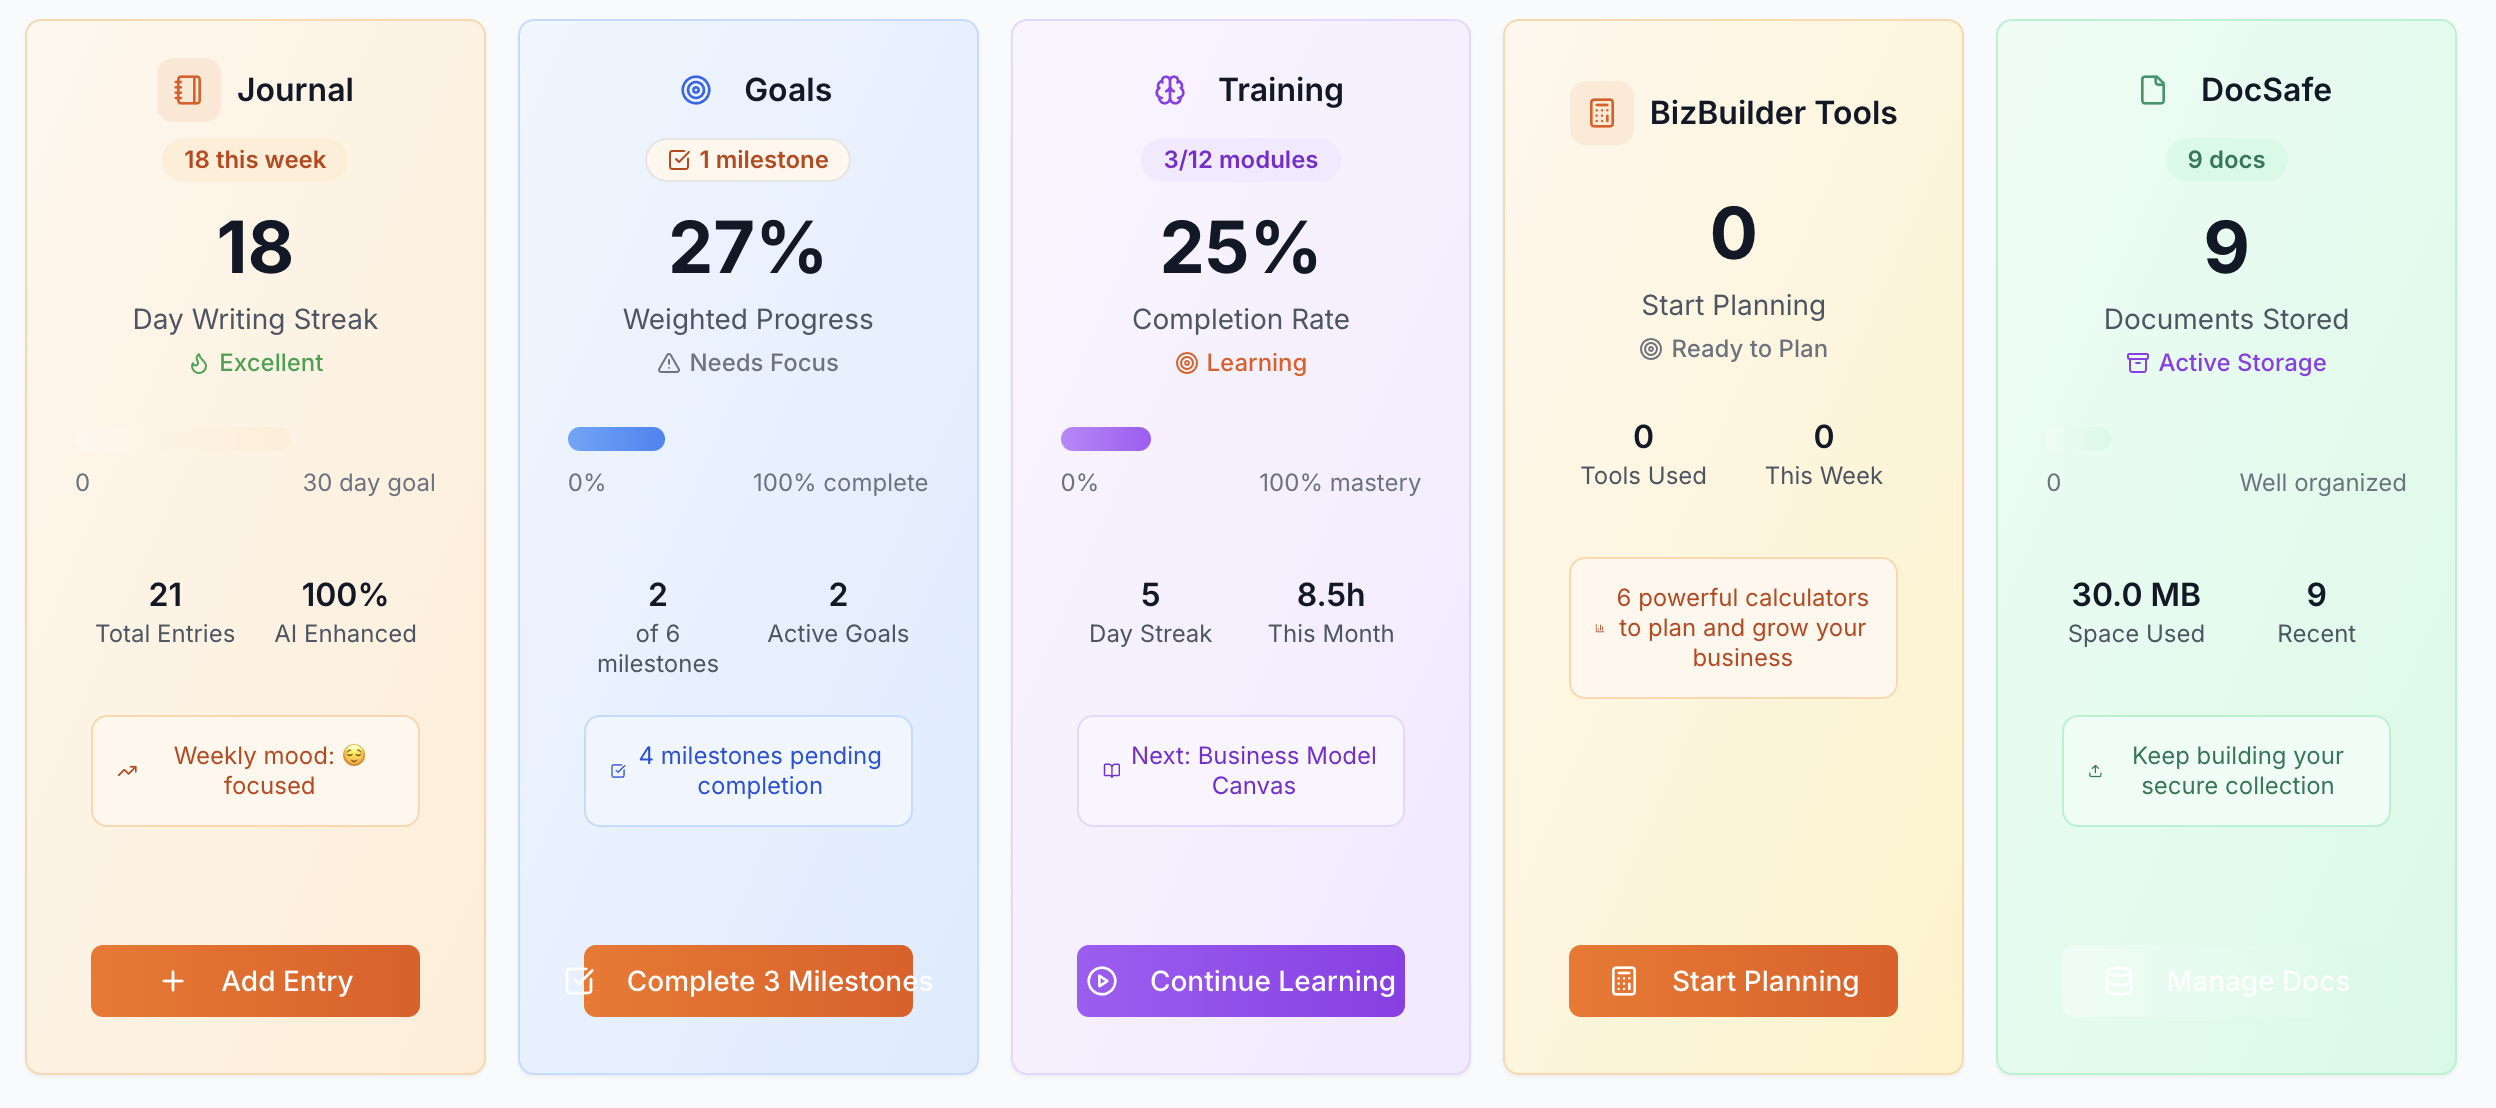 Journal
18 this week
18
Day Writing Streak
Excellent
0
30 day goal
21
Total Entries
100%
AI Enhanced
Weekly mood: 😌
focused
Add Entry
Goals
1 milestone
27%
Weighted Progress
Needs Focus
0%
100% complete
2
of 6
milestones
2
Active Goals
4 milestones pending
completion
Complete 3 Milestones
Training
3/12 modules
25%
Completion Rate
Learning
0%
100% mastery
5
Day Streak
8.5h
This Month
Next: Business Model
Canvas
Continue Learning
BizBuilder Tools
0
Start Planning
Ready to Plan
0
Tools Used
0
This Week
6 powerful calculators
to plan and grow your
business
Start Planning
DocSafe
9 docs
9
Documents Stored
Active Storage
0
Well organized
30.0 MB
Space Used
9
Recent
Keep building your
secure collection
Manage Docs